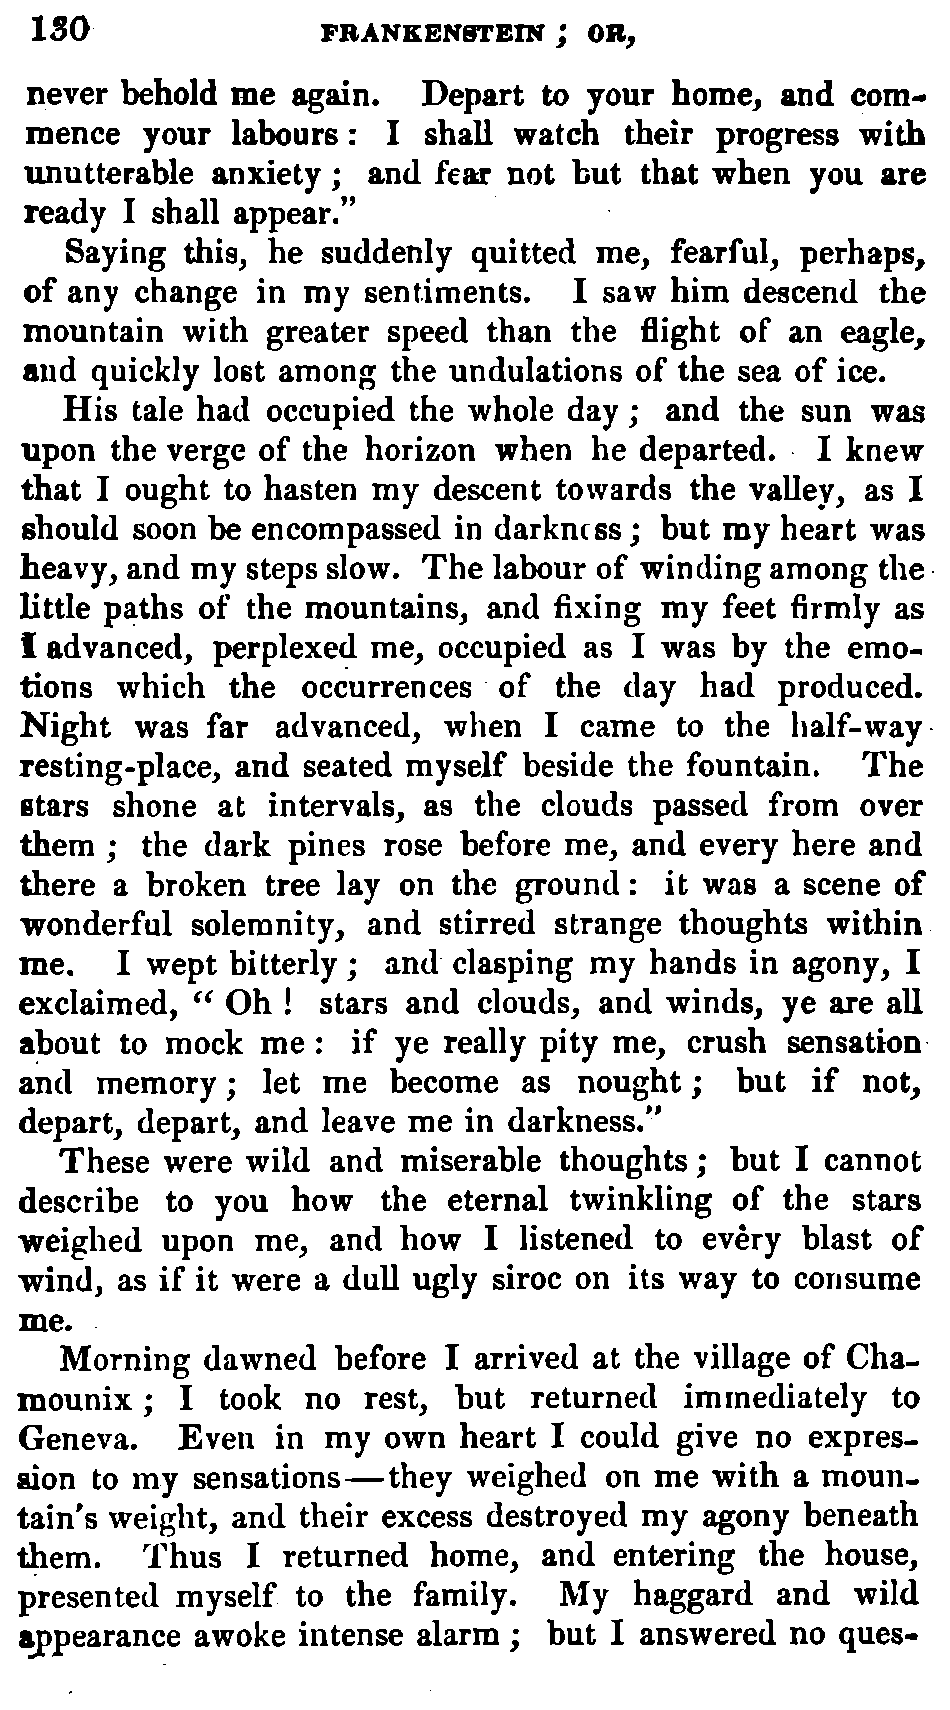 130 FRANKENSTEIN ; OR,
never behold me again. Depart to your home, and com-
mence your labours : I shall watch their progress with
unutterable anxiety ; and fear not but that when you are
ready I shall appear.”
Saying this, he suddenly quitted me, fearful, perhaps,
of any change in my sentiments. I saw him descend the
mountain with greater speed than the flight of an eagle,
and quickly lost among the undulations of the sea of ice.
His tale had occupied the whole day ; and the sun was
upon the verge of the horizon when he departed. I knew
that I ought to hasten my descent towards the valley, as I
should soon be encompassed in darkness ; but my heart was
heavy, and my steps slow. The labour of winding among the
little paths of the mountains, and fixing my feet firmly as
I advanced, perplexed me, occupied as I was by the emo-
tions which the occurrences of the day had produced.
Night was far advanced, when I came to the half-way
resting-place, and seated myself beside the fountain. The
stars shone at intervals, as the clouds passed from over
them ; the dark pines rose before me, and every here and
there a broken tree lay on the ground : it was a scene of
wonderful solemnity, and stirred strange thoughts within
me. I wept bitterly ; and clasping my hands in agony, I
exclaimed, “ Oh ! stars and clouds, and winds, ye are all
about to mock me : if ye really pity me, crush sensation
and memory ; let me become as nought ; but if not,
depart, depart, and leave me in darkness.”
These were wild and miserable thoughts ; but I cannot
describe to you how the eternal twinkling of the stars
weighed upon me, and how I listened to every blast of
wind, as if it were a dull ugly siroc on its way to consume
me.
Morning dawned before I arrived at the village of Cha-
mounix ; I took no rest, but returned immediately to
Geneva. Even in my own heart I could give no expres-
sion to my sensations—they weighed on me with a moun-
tain's weight, and their excess destroyed my agony beneath
them. Thus I returned home, and entering the house,
presented myself to the family. My haggard and wild
appearance awoke intense alarm ; but I answered no ques-